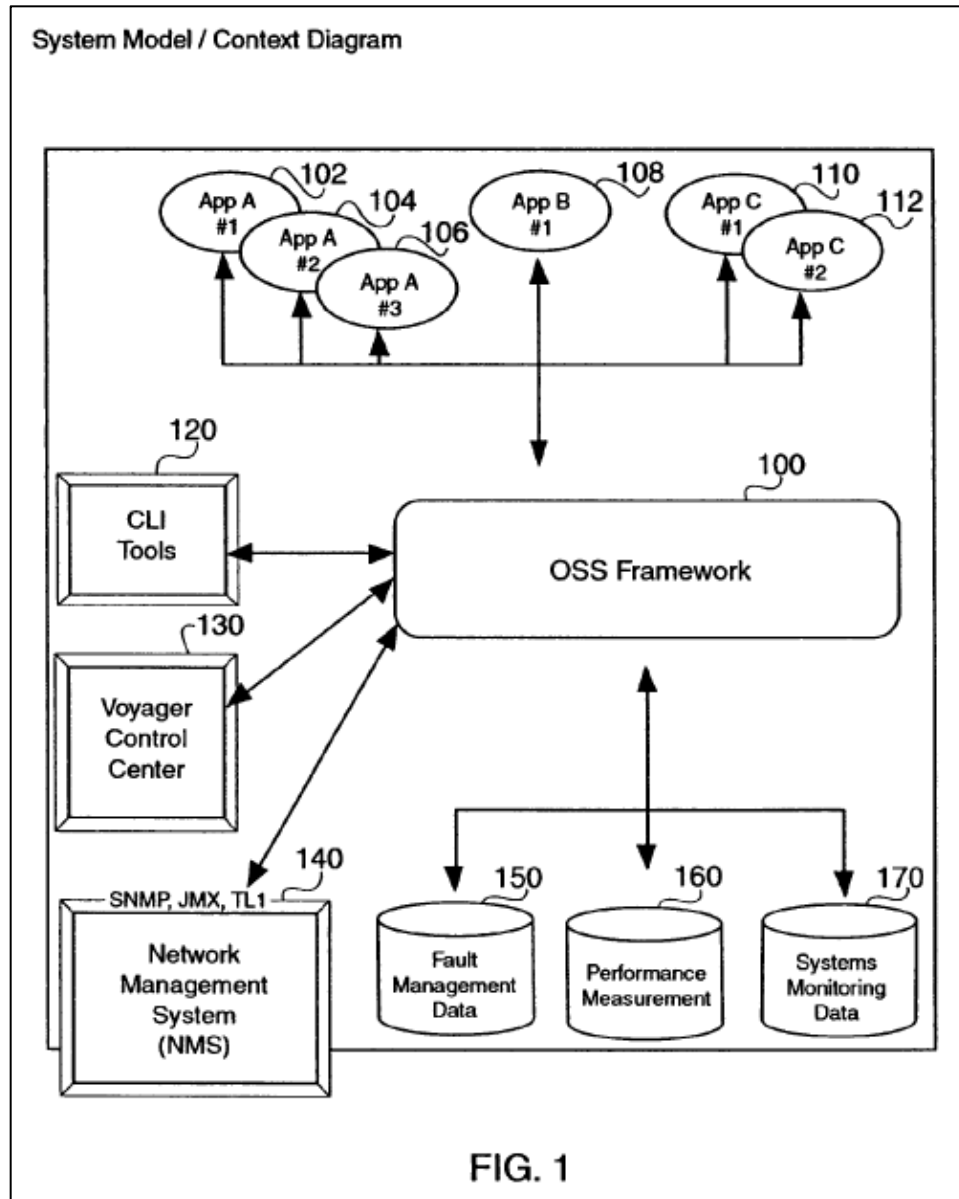 System Model / Context Diagram
102
App A
#1
104
App A
#2
106
App A
#3
108
App B
#1
110
App C
#1
112
App C
#2
120
CLI
Tools
100
OSS Framework
130
Voyager
Control
Center
140
SNMP, JMX, TL1
Network
Management
System
(NMS)
150
Fault
Management
Data
160
Performance
Measurement
170
Systems
Monitoring
Data
FIG. 1